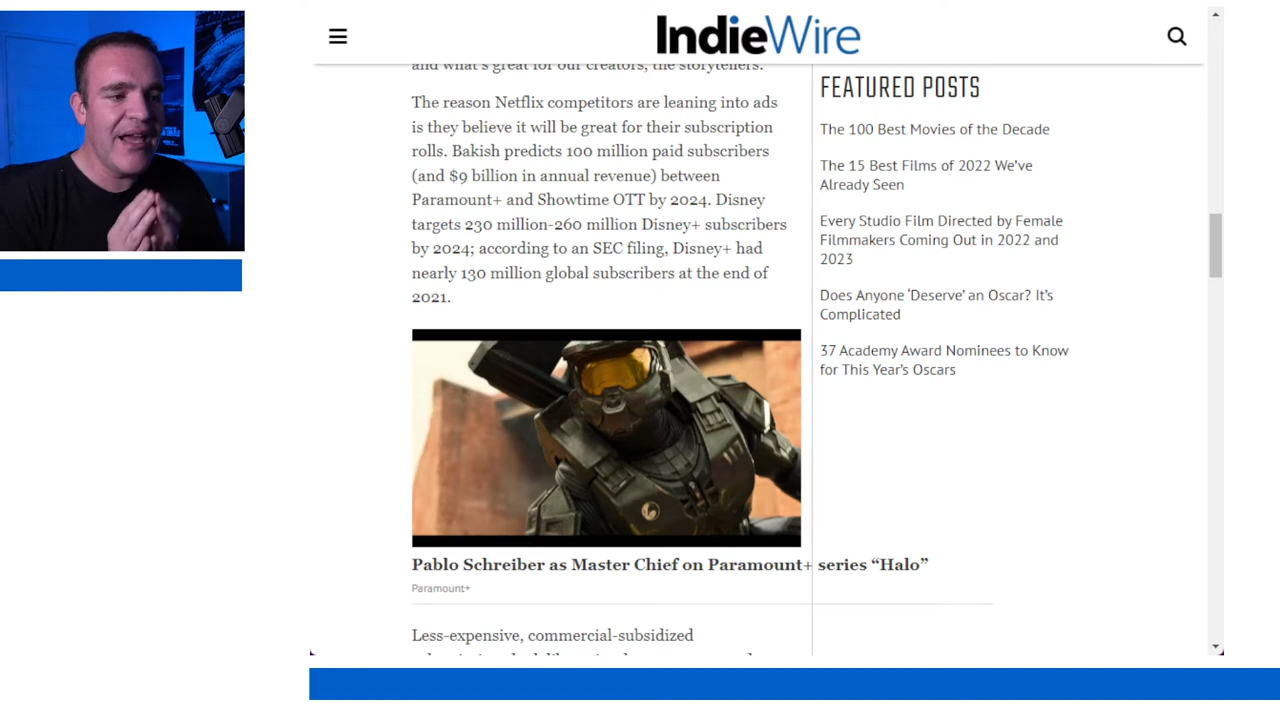 IndieWire
and what's great for our creators, the storytellers.
The reason Netflix competitors are leaning into ads
is they believe it will be great for their subscription
rolls. Bakish predicts 100 million paid subscribers
(and $9 billion in annual revenue) between
Paramount+ and Showtime OTT by 2024. Disney
targets 230 million-260 million Disney+ subscribers
by 2024; according to an SEC filing, Disney+ had
nearly 130 million global subscribers at the end of
2021.
Pablo Schreiber as Master Chief on Paramount+ series “Halo”
Paramount+
Less-expensive, commercial-subsidized
FEATURED POSTS
The 100 Best Movies of the Decade
The 15 Best Films of 2022 We’ve
Already Seen
Every Studio Film Directed by Female
Filmmakers Coming Out in 2022 and
2023
Does Anyone ‘Deserve’ an Oscar? It’s
Complicated
37 Academy Award Nominees to Know
for This Year’s Oscars